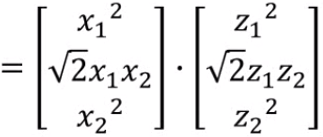 = [ x₁² ; √2x₁x₂ ; x₂² ] · [ z₁² ; √2z₁z₂ ; z₂² ]